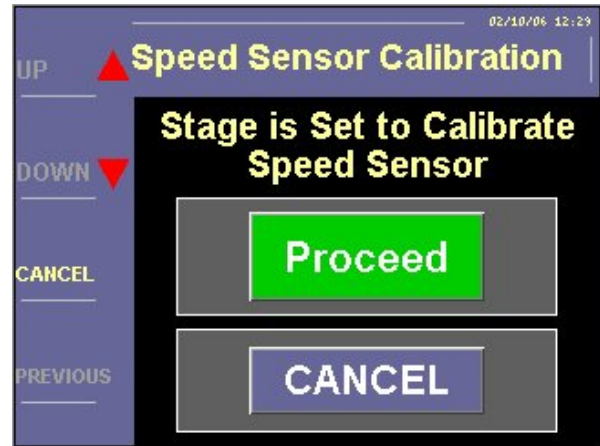 02/10/06 12:29
Speed Sensor Calibration
UP
Stage is Set to Calibrate
Speed Sensor
DOWN
Proceed
CANCEL
CANCEL
PREVIOUS